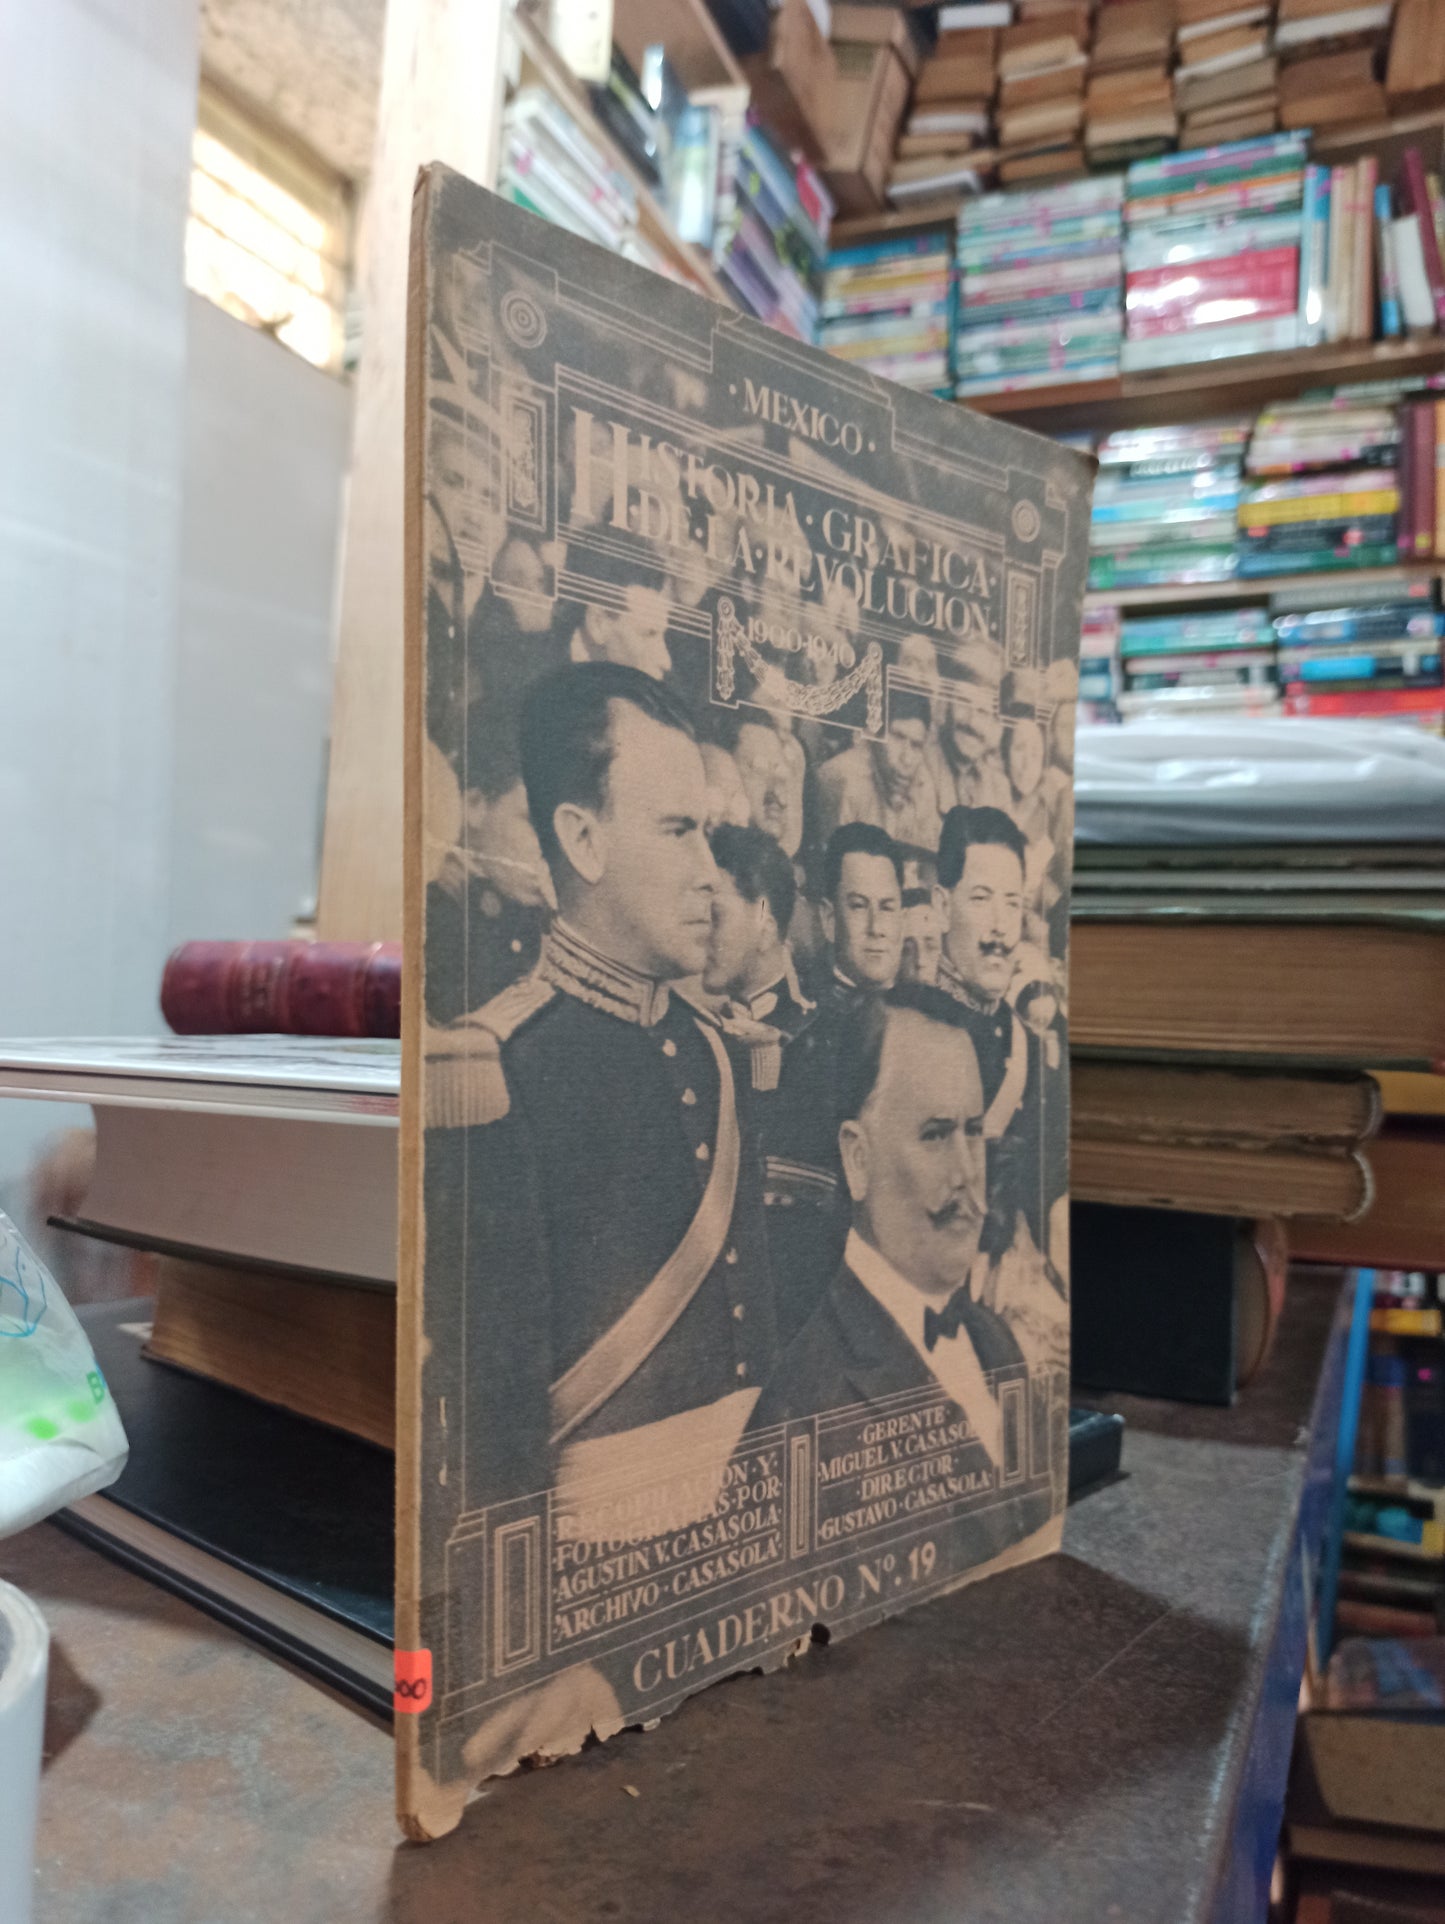 ·MEXICO·
HISTORIA·GRAFICA·
·DE·LA·REVOLUCION·
·1900·1940·
·RECOPILACION·Y·
·FOTOGRAFIAS·POR·
·AGUSTIN V. CASASOLA·
·ARCHIVO·CASASOLA·
·GERENTE·
·MIGUEL V. CASASOLA·
·DIRECTOR·
·GUSTAVO·CASASOLA·
CUADERNO Nº. 19